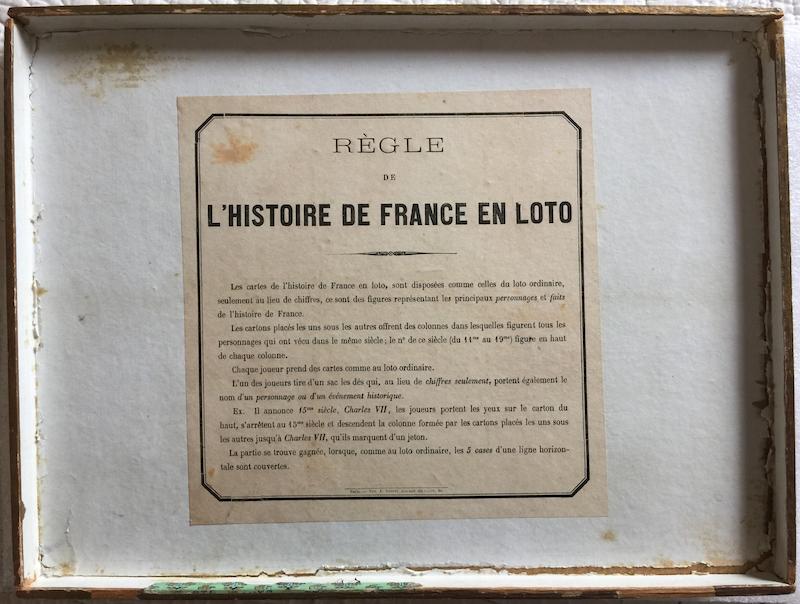 RÈGLE
DE
L'HISTOIRE DE FRANCE EN LOTO
Les cartes de l'histoire de France en loto, sont disposées comme celles du loto ordinaire,
seulement au lieu de chiffres, ce sont des figures représentant les principaux personnages et faits
de l'histoire de France.
Les cartons placés les uns sous les autres offrent des colonnes dans lesquelles figurent tous les
personnages qui ont vécu dans le même siècle; le nº de ce siècle (du 11me au 19me) figure en haut
de chaque colonne.
Chaque joueur prend des cartes comme au loto ordinaire.
L'un des joueurs tire d'un sac les dés qui, au lieu de chiffres seulement, portent également le
nom d'un personnage ou d'un événement historique.
Ex. Il annonce 15me siècle, Charles VII, les joueurs portent les yeux sur le carton du
haut, s'arrêtent au 15me siècle et descendent la colonne formée par les cartons placés les uns sous
les autres jusqu'à Charles VII, qu'ils marquent d'un jeton.
La partie se trouve gagnée, lorsque, comme au loto ordinaire, les 5 cases d'une ligne horizon-
tale sont couvertes.